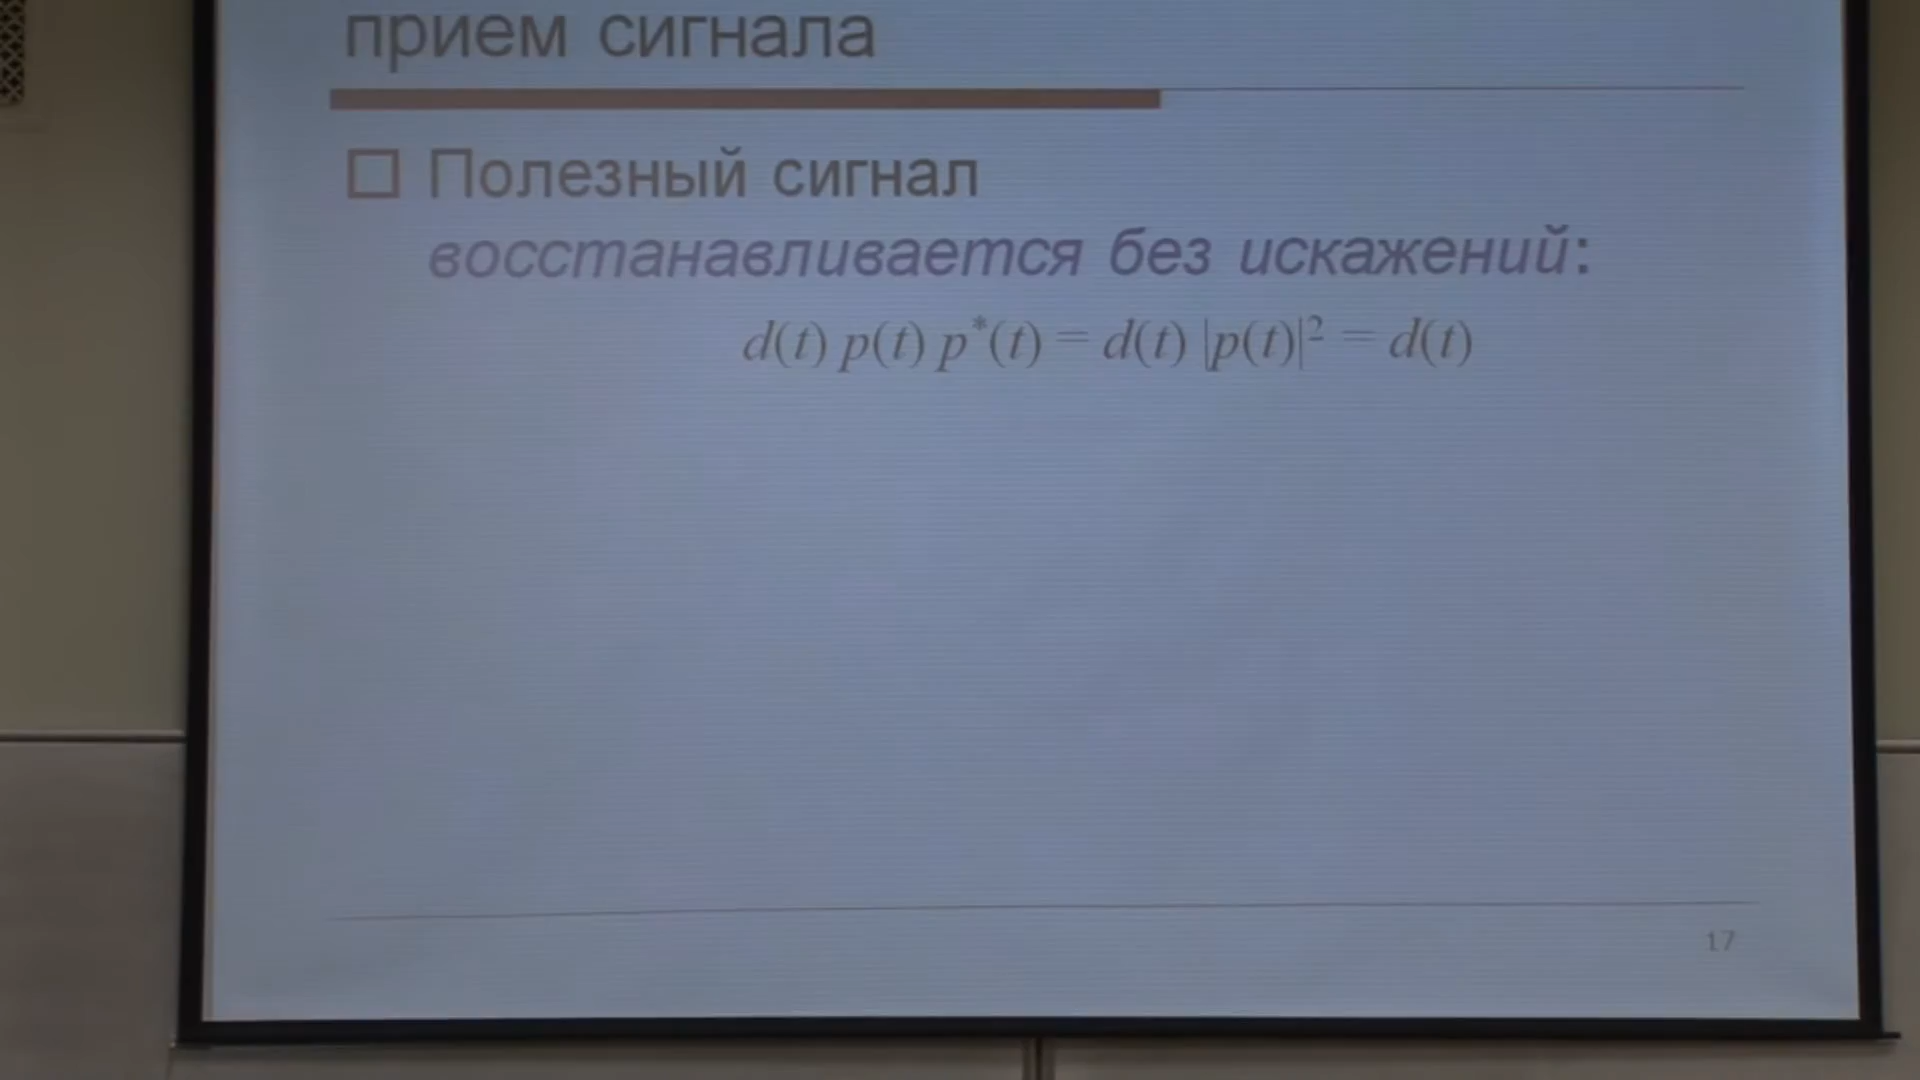 прием сигнала
Полезный сигнал
восстанавливается без искажений:
d(t) p(t) p*(t) = d(t) |p(t)|² = d(t)
17